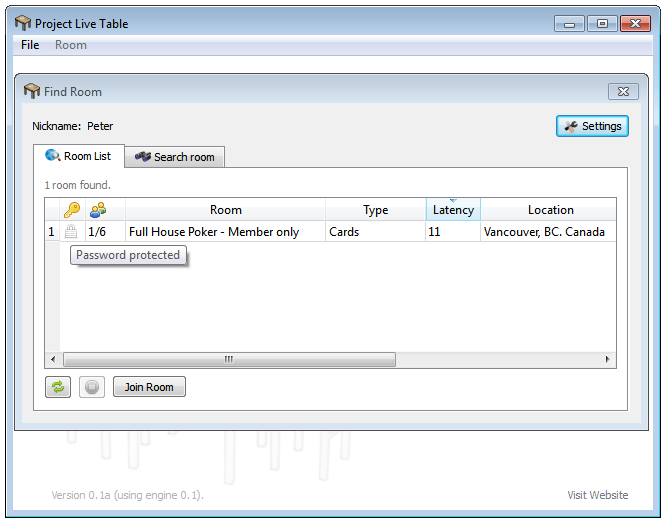 Project Live Table
File Room
Find Room
Nickname: Peter
Settings
Room List Search room
1 room found.
Room Type Latency Location
1 1/6 Full House Poker - Member only Cards 11 Vancouver, BC. Canada
Password protected
Join Room
Version 0.1a (using engine 0.1). Visit Website